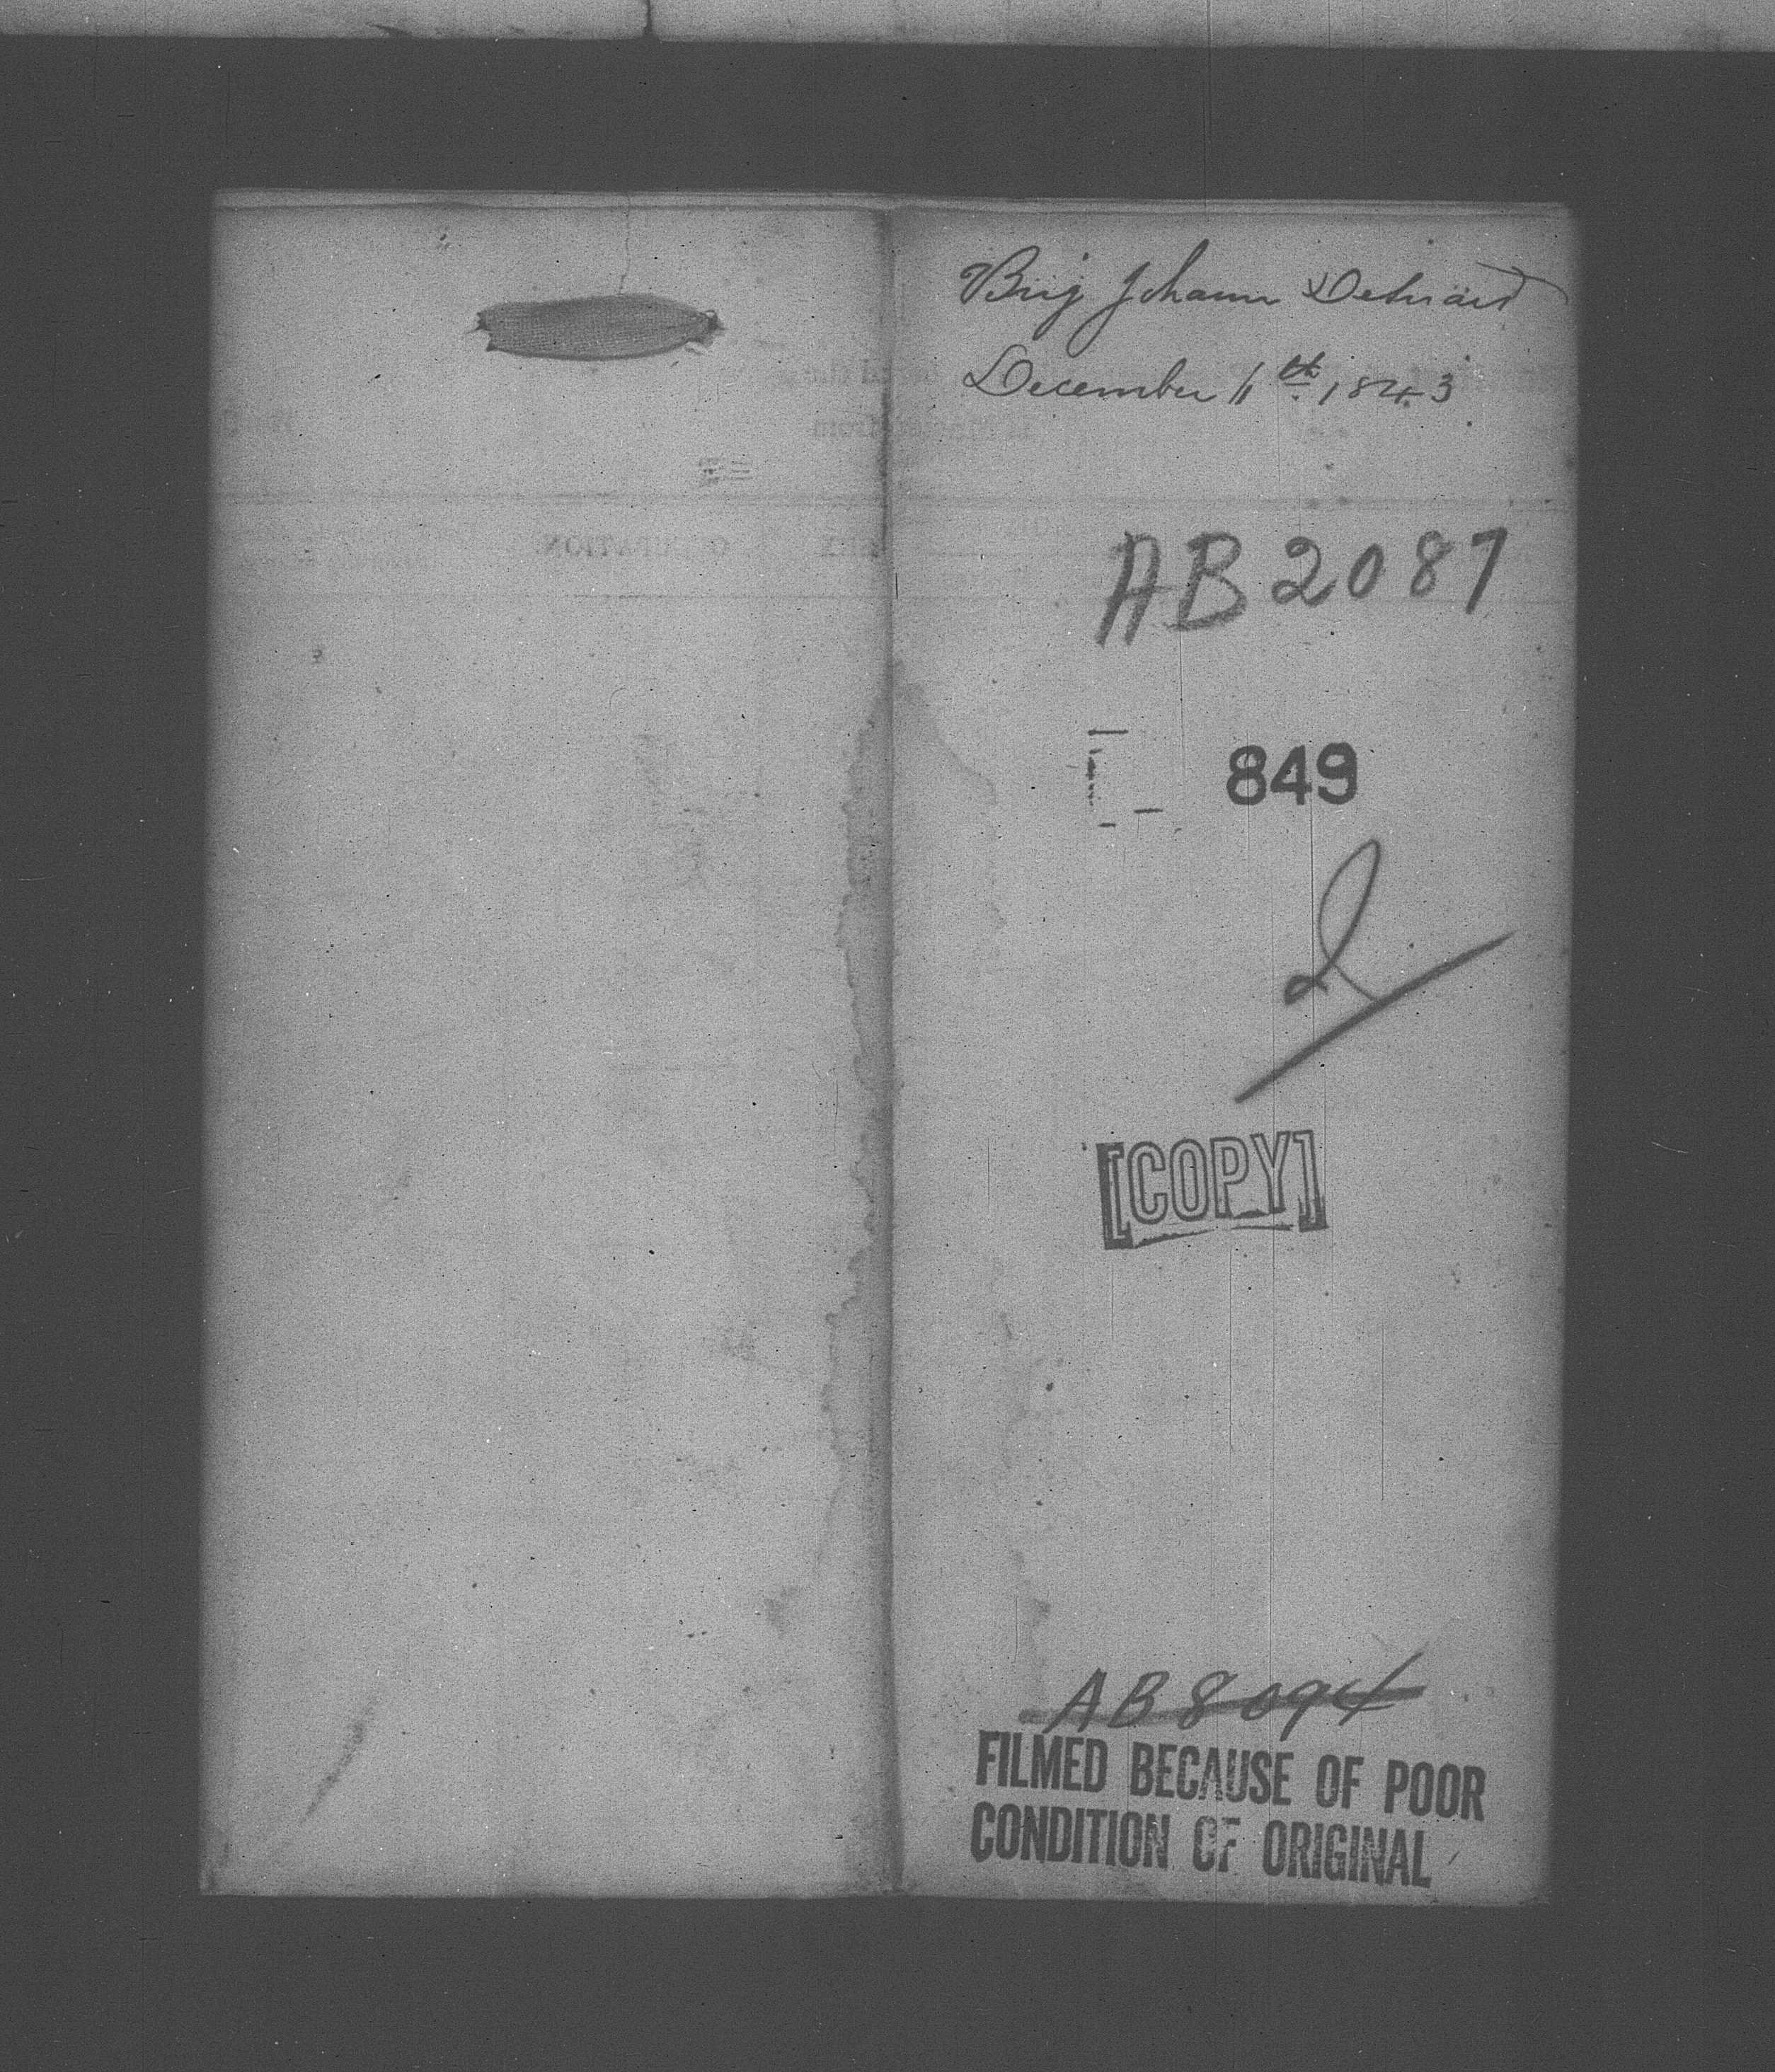 Brig Johann Dethard
December 11th 1843
AB 2087
849
2
[COPY]
AB 8094
FILMED BECAUSE OF POOR
CONDITION OF ORIGINAL